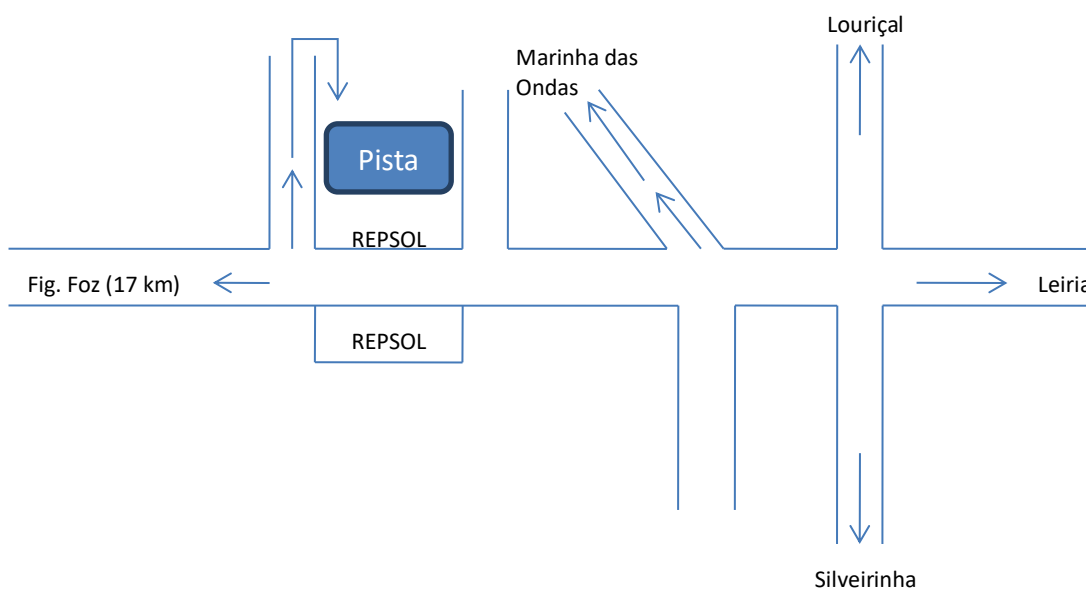 Louriçal
Marinha das
Ondas
Pista
REPSOL
Fig. Foz (17 km)
Leiria
REPSOL
Silveirinha